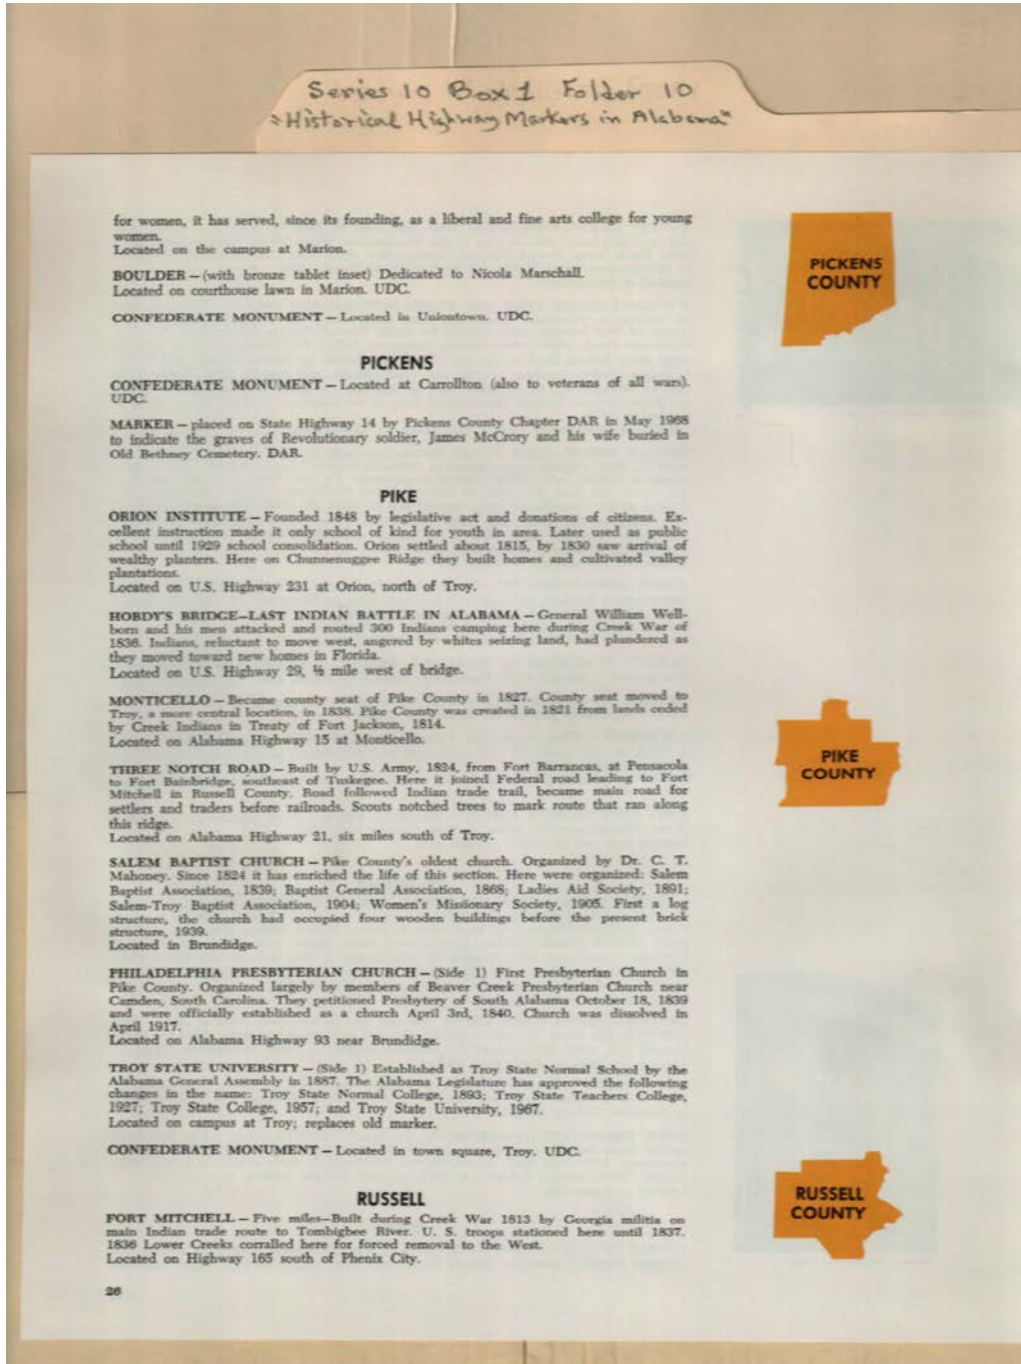 Series 10 Box 1 Folder 10
"Historical Highway Markers in Alabama"
for women, it has served, since its founding, as a liberal and fine arts college for young
women.
Located on the campus at Marion.
BOULDER – (with bronze tablet inset) Dedicated to Nicola Marschall.
Located on courthouse lawn in Marion. UDC.
CONFEDERATE MONUMENT – Located in Uniontown. UDC.
PICKENS
CONFEDERATE MONUMENT – Located at Carrollton (also to veterans of all wars).
UDC.
MARKER – placed on State Highway 14 by Pickens County Chapter DAR in May 1968
to indicate the graves of Revolutionary soldier, James McCrory and his wife buried in
Old Bethney Cemetery. DAR.
PIKE
ORION INSTITUTE – Founded 1848 by legislative act and donations of citizens. Ex-
cellent instruction made it only school of kind for youth in area. Later used as public
school until 1929 school consolidation. Orion settled about 1815, by 1830 saw arrival of
wealthy planters. Here on Chunnenuggee Ridge they built homes and cultivated valley
plantations.
Located on U.S. Highway 231 at Orion, north of Troy.
HOBDY'S BRIDGE–LAST INDIAN BATTLE IN ALABAMA – General William Well-
born and his men attacked and routed 300 Indians camping here during Creek War of
1836. Indians, reluctant to move west, angered by whites seizing land, had plundered as
they moved toward new homes in Florida.
Located on U.S. Highway 29, ½ mile west of bridge.
MONTICELLO – Became county seat of Pike County in 1827. County seat moved to
Troy, a more central location, in 1838. Pike County was created in 1821 from lands ceded
by Creek Indians in Treaty of Fort Jackson, 1814.
Located on Alabama Highway 15 at Monticello.
THREE NOTCH ROAD – Built by U.S. Army, 1824, from Fort Barrancas, at Pensacola
to Fort Bainbridge, southeast of Tuskegee. Here it joined Federal road leading to Fort
Mitchell in Russell County. Road followed Indian trade trail, became main road for
settlers and traders before railroads. Scouts notched trees to mark route that ran along
this ridge.
Located on Alabama Highway 21, six miles south of Troy.
SALEM BAPTIST CHURCH – Pike County's oldest church. Organized by Dr. C. T.
Mahoney. Since 1824 it has enriched the life of this section. Here were organized: Salem
Baptist Association, 1839; Baptist General Association, 1868; Ladies Aid Society, 1891;
Salem-Troy Baptist Association, 1904; Women's Missionary Society, 1905. First a log
structure, the church had occupied four wooden buildings before the present brick
structure, 1939.
Located in Brundidge.
PHILADELPHIA PRESBYTERIAN CHURCH – (Side 1) First Presbyterian Church in
Pike County. Organized largely by members of Beaver Creek Presbyterian Church near
Camden, South Carolina. They petitioned Presbytery of South Alabama October 18, 1839
and were officially established as a church April 3rd, 1840. Church was dissolved in
April 1917.
Located on Alabama Highway 93 near Brundidge.
TROY STATE UNIVERSITY – (Side 1) Established as Troy State Normal School by the
Alabama General Assembly in 1887. The Alabama Legislature has approved the following
changes in the name: Troy State Normal College, 1893; Troy State Teachers College,
1927; Troy State College, 1957; and Troy State University, 1967.
Located on campus at Troy; replaces old marker.
CONFEDERATE MONUMENT – Located in town square, Troy. UDC.
RUSSELL
FORT MITCHELL – Five miles–Built during Creek War 1813 by Georgia militia on
main Indian trade route to Tombigbee River. U. S. troops stationed here until 1837.
1836 Lower Creeks corralled here for forced removal to the West.
Located on Highway 165 south of Phenix City.
26
PICKENS
COUNTY
PIKE
COUNTY
RUSSELL
COUNTY